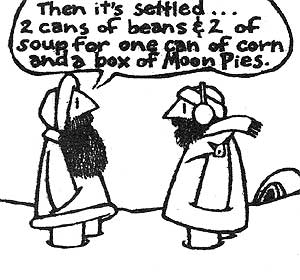 Then it's settled...
2 cans of beans & 2 of
soup for one can of corn
and a box of Moon Pies.